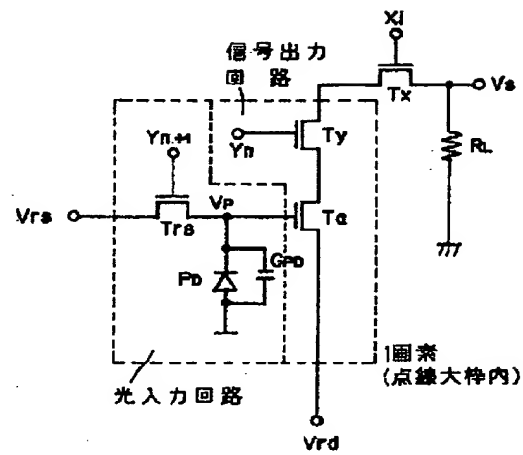 Xi
信号出力
回　路
Tx
Vs
Yn
Ty
RL
Yn+1
Vrs
Trs
VP
Ta
PD
CPD
1画素
(点線大枠内)
光入力回路
Vrd